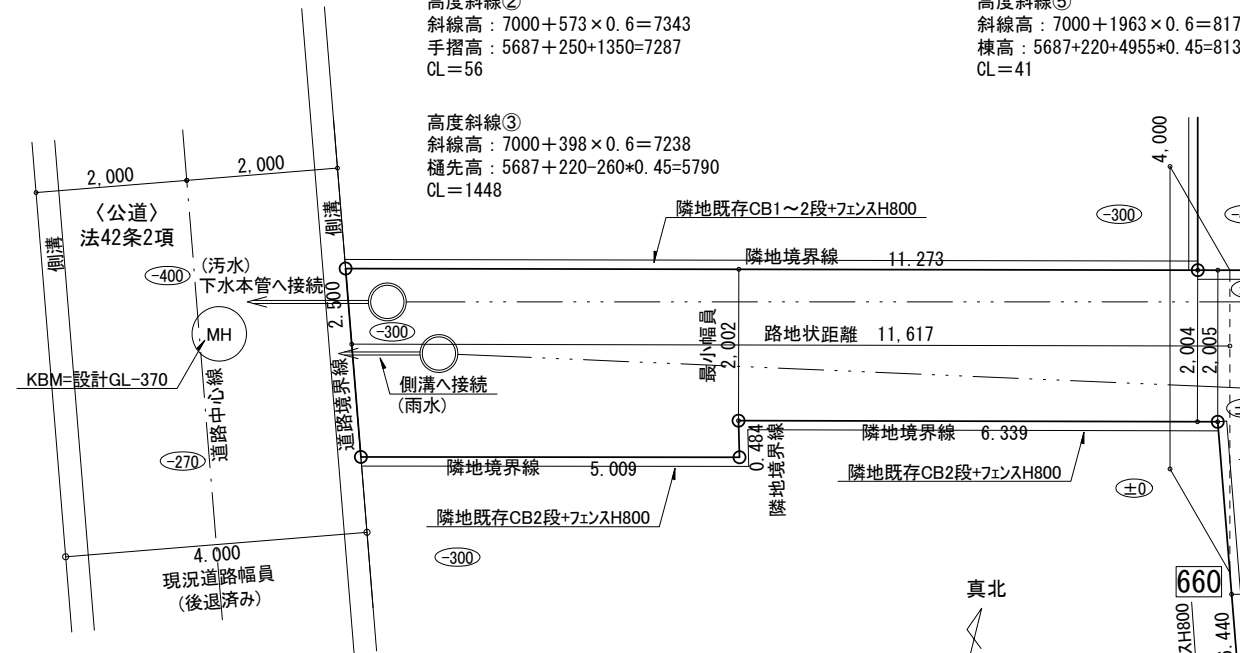 高度斜線②
斜線高：7000＋573×0.6＝7343
手摺高：5687＋250+1350=7287
CL＝56
高度斜線⑤
斜線高：7000＋1963×0.6＝817
棟高：5687+220+4955*0.45=813
CL＝41
高度斜線③
斜線高：7000＋398×0.6＝7238
樋先高：5687＋220-260*0.45=5790
CL＝1448
2,000
2,000
〈公道〉
法42条2項
側溝
側溝
-400
(汚水)
下水本管へ接続
MH
KBM=設計GL-370
道路中心線
-270
4.000
現況道路幅員
(後退済み)
2.500
道路境界線
-300
側溝へ接続
(雨水)
隣地既存CB1～2段+フェンスH800
隣地境界線 11.273
最小幅員
2,002
路地状距離 11,617
4,000
-300
2,004
2,005
隣地境界線 5.009
隣地既存CB2段+フェンスH800
0.484
隣地境界線
隣地境界線 6.339
隣地既存CB2段+フェンスH800
±0
-300
真北
660
スH800
.440